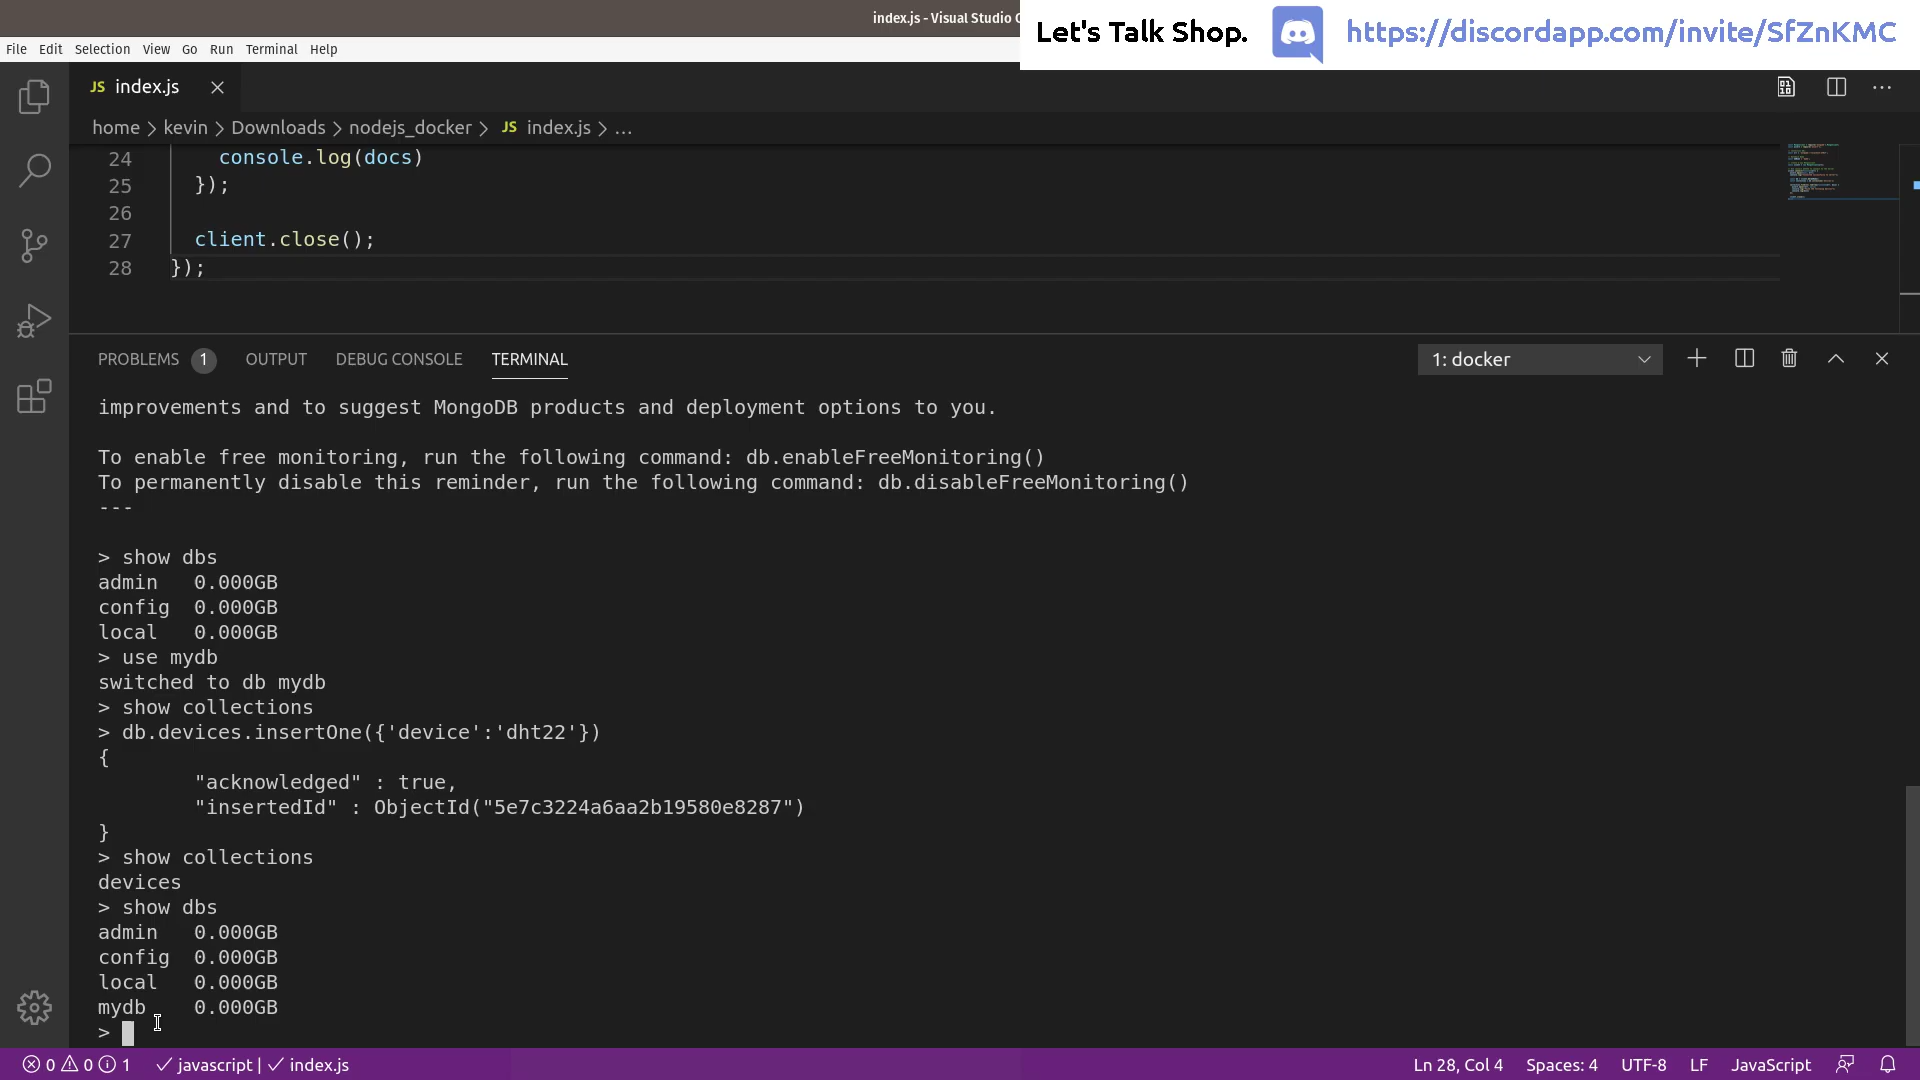 index.js - Visual Studio C
Let's Talk Shop.
https://discordapp.com/invite/SfZnKMC
File Edit Selection View Go Run Terminal Help
JS index.js
home > kevin > Downloads > nodejs_docker > JS index.js > ...
24 console.log(docs)
25 });
26
27 client.close();
28 });
PROBLEMS 1 OUTPUT DEBUG CONSOLE TERMINAL 1: docker
improvements and to suggest MongoDB products and deployment options to you.
To enable free monitoring, run the following command: db.enableFreeMonitoring()
To permanently disable this reminder, run the following command: db.disableFreeMonitoring()
---
> show dbs
admin 0.000GB
config 0.000GB
local 0.000GB
> use mydb
switched to db mydb
> show collections
> db.devices.insertOne({'device':'dht22'})
{
"acknowledged" : true,
"insertedId" : ObjectId("5e7c3224a6aa2b19580e8287")
}
> show collections
devices
> show dbs
admin 0.000GB
config 0.000GB
local 0.000GB
mydb 0.000GB
>
0 0 1 javascript | index.js Ln 28, Col 4 Spaces: 4 UTF-8 LF JavaScript